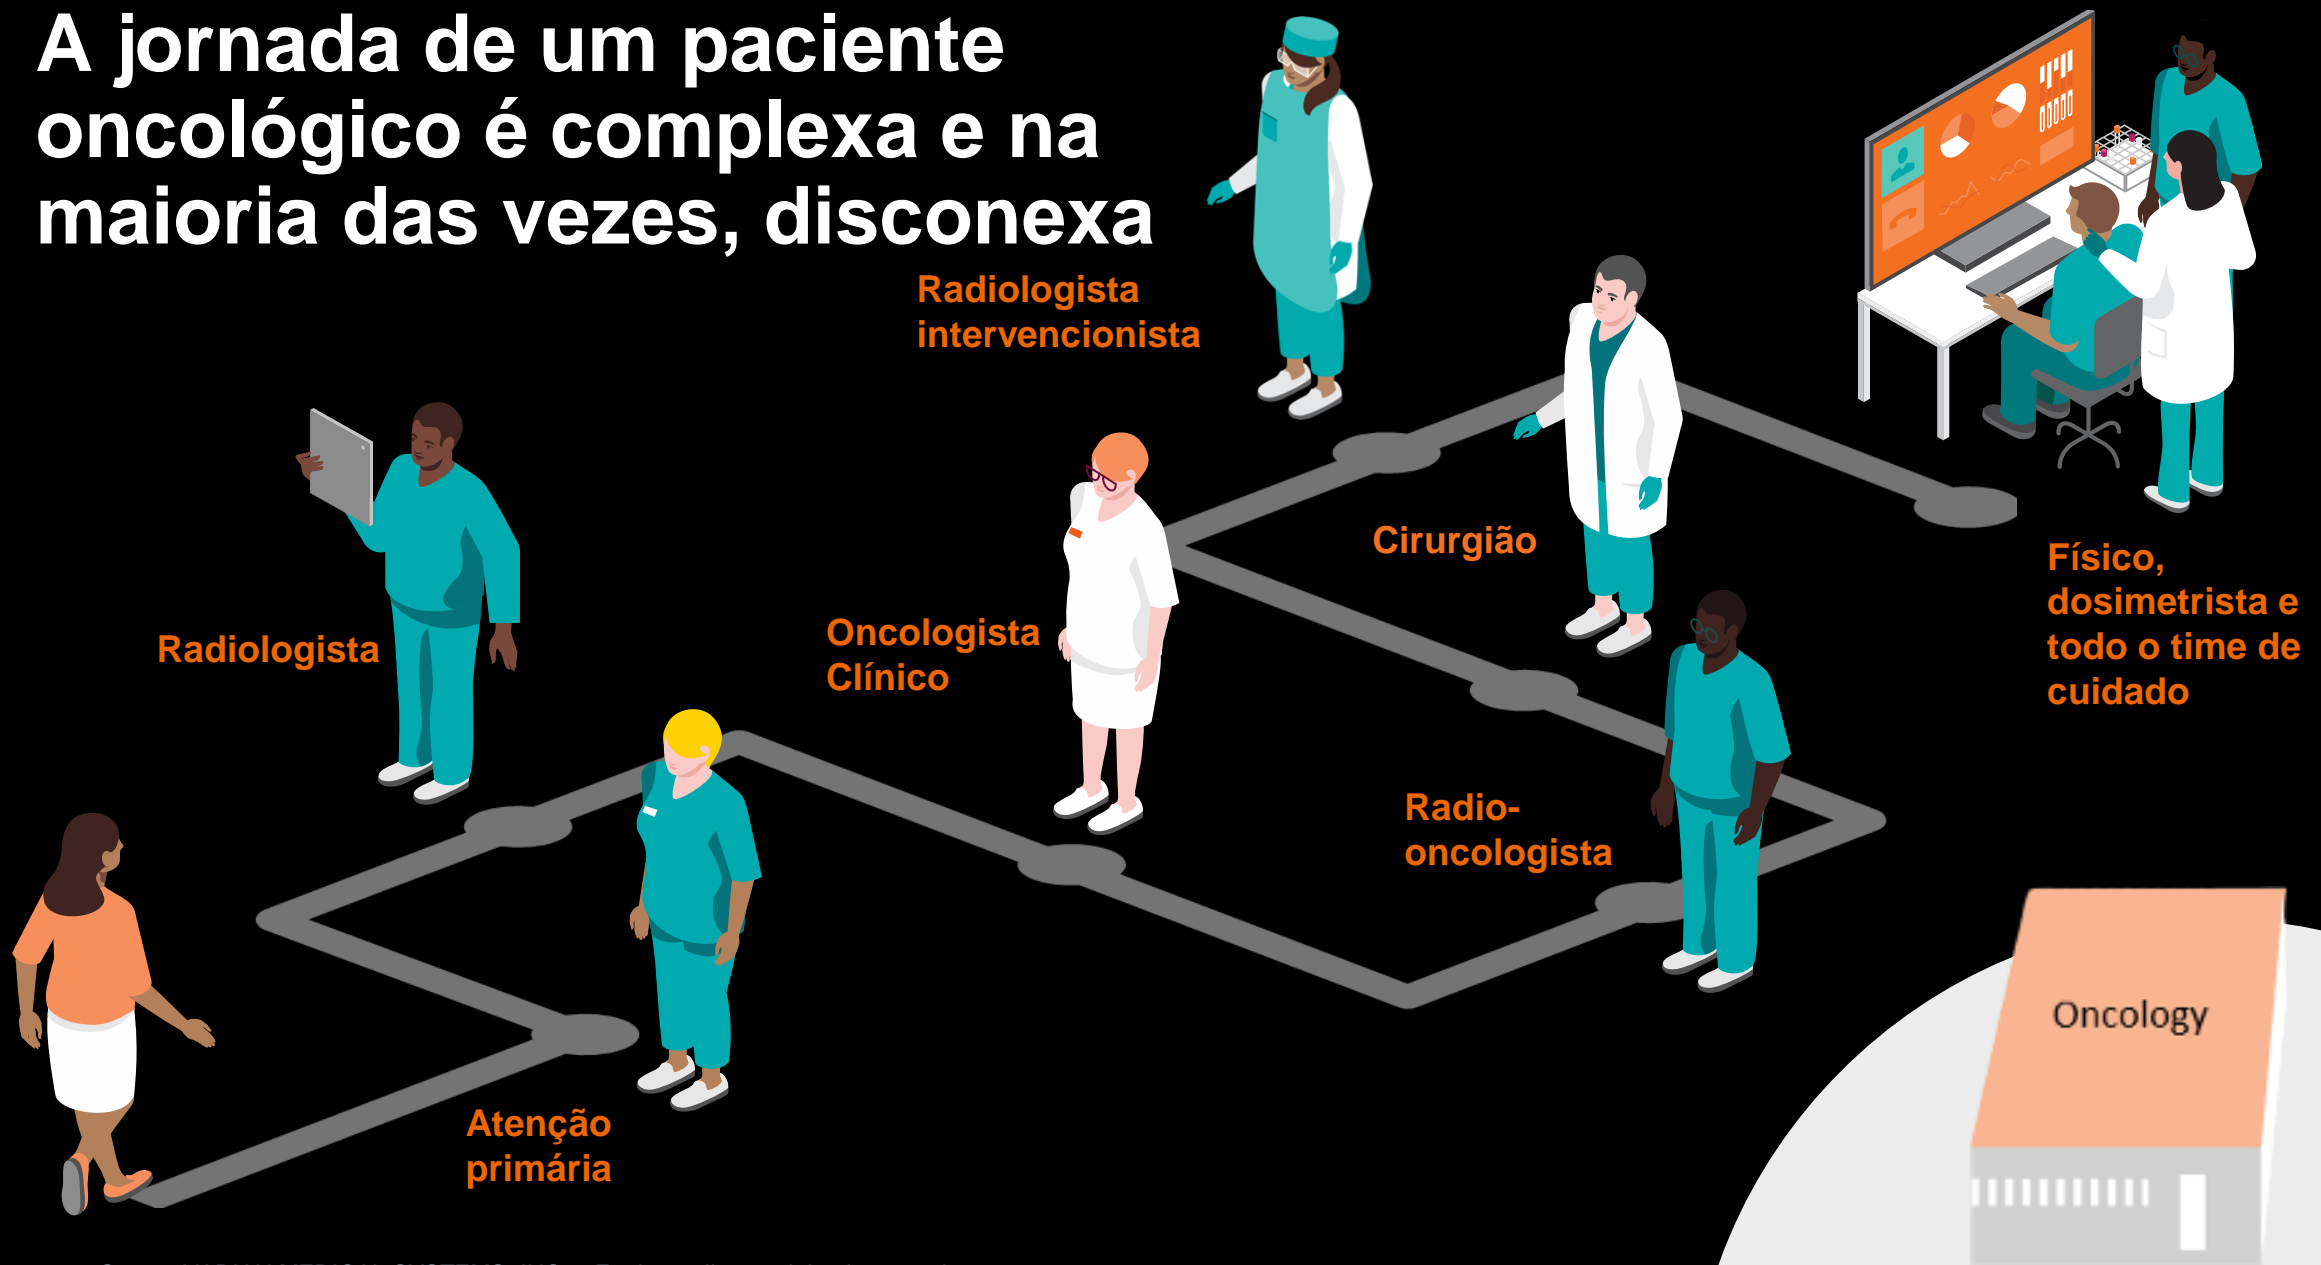 A jornada de um paciente
oncológico é complexa e na
maioria das vezes, disconexa
Radiologista
intervencionista
Cirurgião
Físico,
dosimetrista e
todo o time de
cuidado
Radiologista
Oncologista
Clínico
Radio-
oncologista
Atenção
primária
Oncology